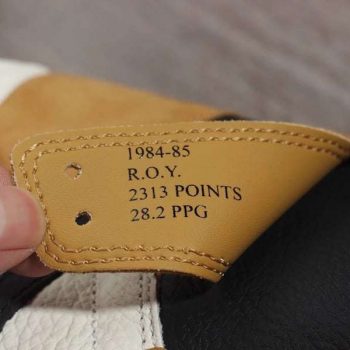 1984-85
R.O.Y.
2313 POINTS
28.2 PPG